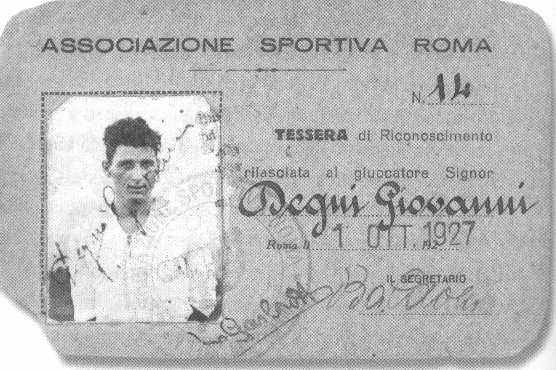 ASSOCIAZIONE SPORTIVA ROMA
N. 14
TESSERA di Riconoscimento
rilasciata al giuocatore Signor
Degni Giovanni
Roma lì 1 OTT. 1927
IL SEGRETARIO